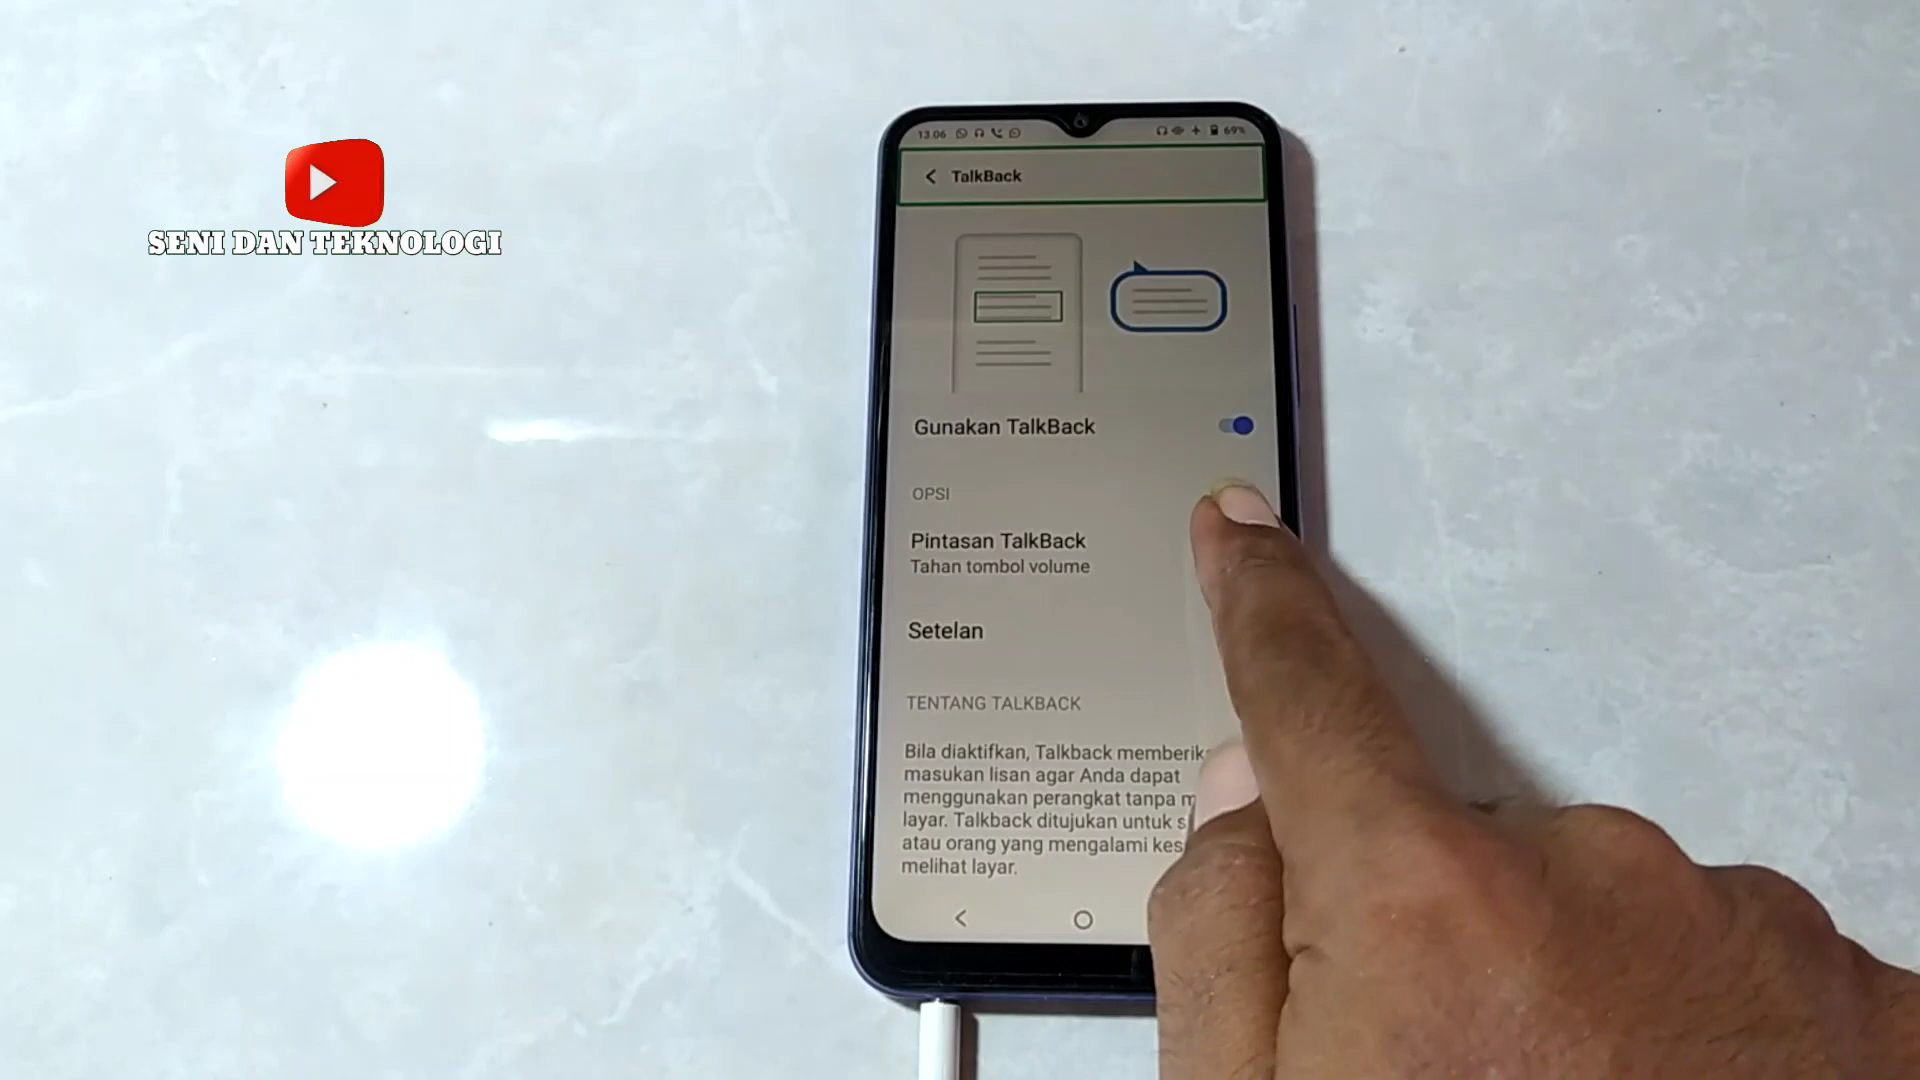 SENI DAN TEKNOLOGI
13.06
69%
TalkBack
Gunakan TalkBack
OPSI
Pintasan TalkBack
Tahan tombol volume
Setelan
TENTANG TALKBACK
Bila diaktifkan, Talkback
masukan lisan agar Anda dapat
menggunakan perangkat tanpa
layar. Talkback ditujukan untuk
atau orang yang mengalami
melihat layar.